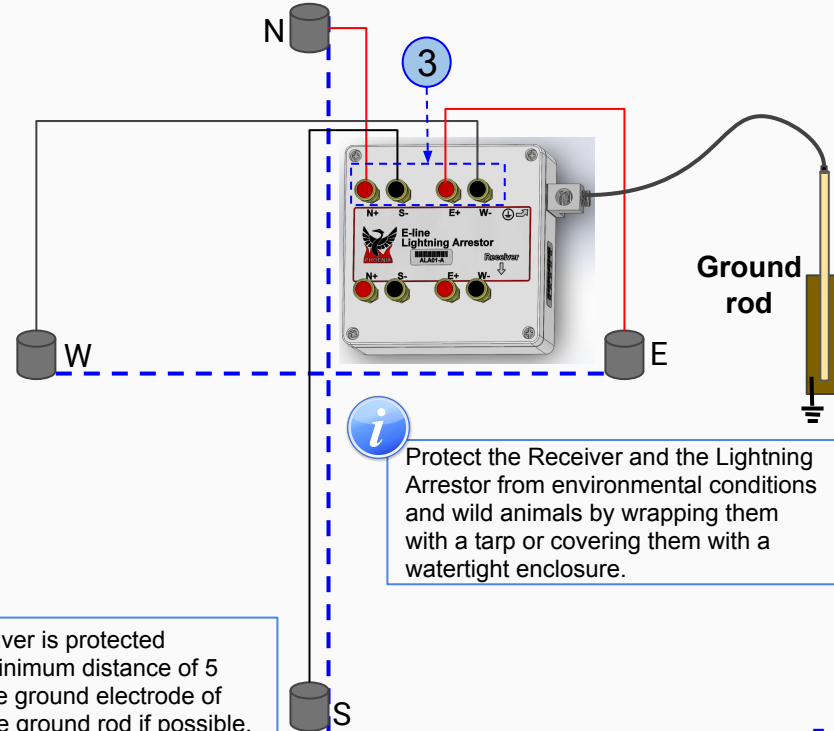 N
3
N+ S- E+ W-
E-line
Lightning Arrestor
PHOENIX
ALA01-A
Receiver
N+ S- E+ W-
Ground
rod
W
E
i
Protect the Receiver and the Lightning
Arrestor from environmental conditions
and wild animals by wrapping them
with a tarp or covering them with a
watertight enclosure.
ver is protected
inimum distance of 5
e ground electrode of
e ground rod if possible.
S